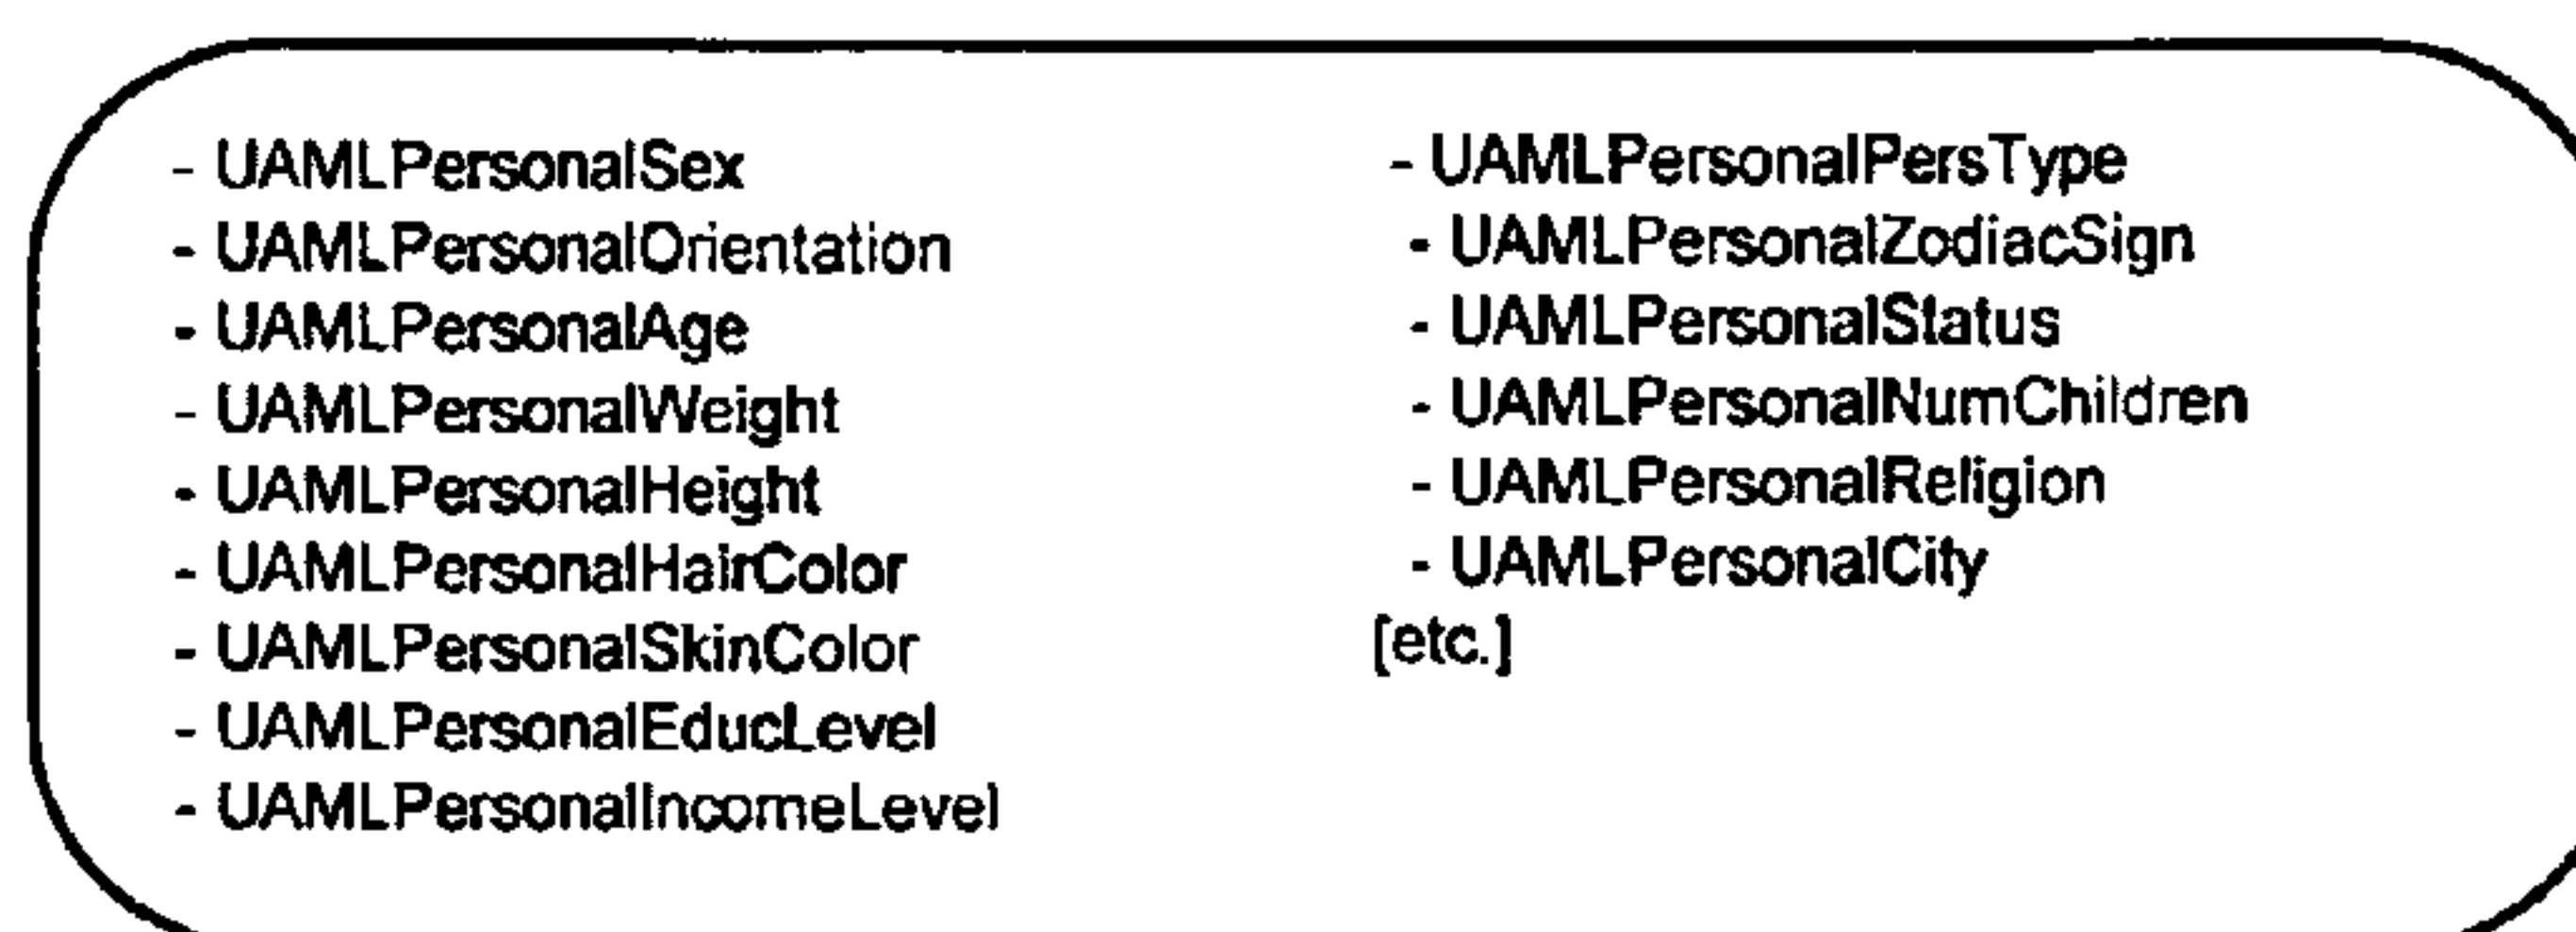 - UAMLPersonalSex
- UAMLPersonalOrientation
- UAMLPersonalAge
- UAMLPersonalWeight
- UAMLPersonalHeight
- UAMLPersonalHairColor
- UAMLPersonalSkinColor
- UAMLPersonalEducLevel
- UAMLPersonalIncomeLevel
- UAMLPersonalPersType
- UAMLPersonalZodiacSign
- UAMLPersonalStatus
- UAMLPersonalNumChildren
- UAMLPersonalReligion
- UAMLPersonalCity
[etc.]